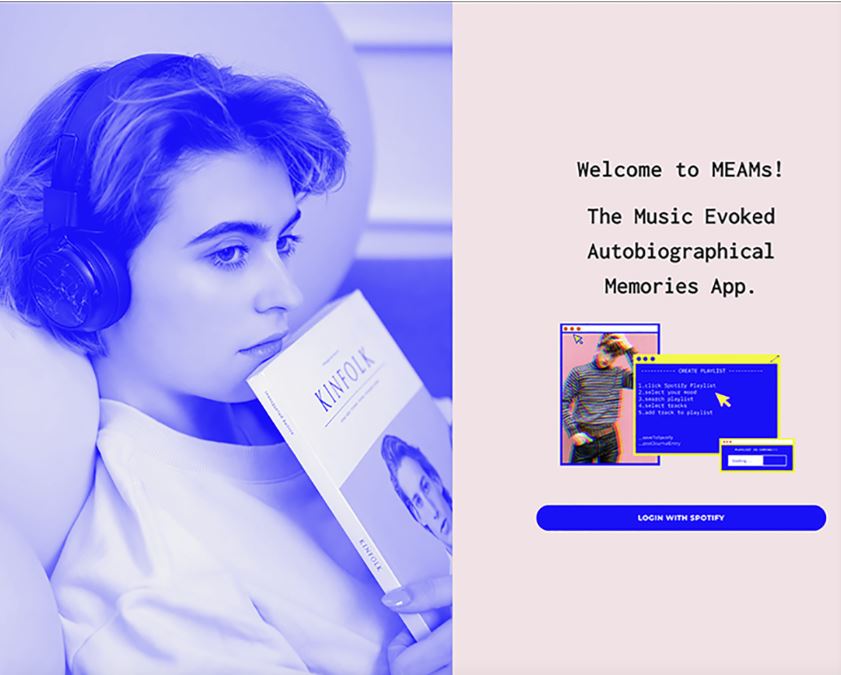 KINFOLK
KINFOLK
Welcome to MEAMs!
The Music Evoked
Autobiographical
Memories App.
----------- CREATE PLAYLIST -----------
1.click Spotify Playlist
2.select your mood
3.search playlist
4.select tracks
5.add track to playlist
LOGIN WITH SPOTIFY